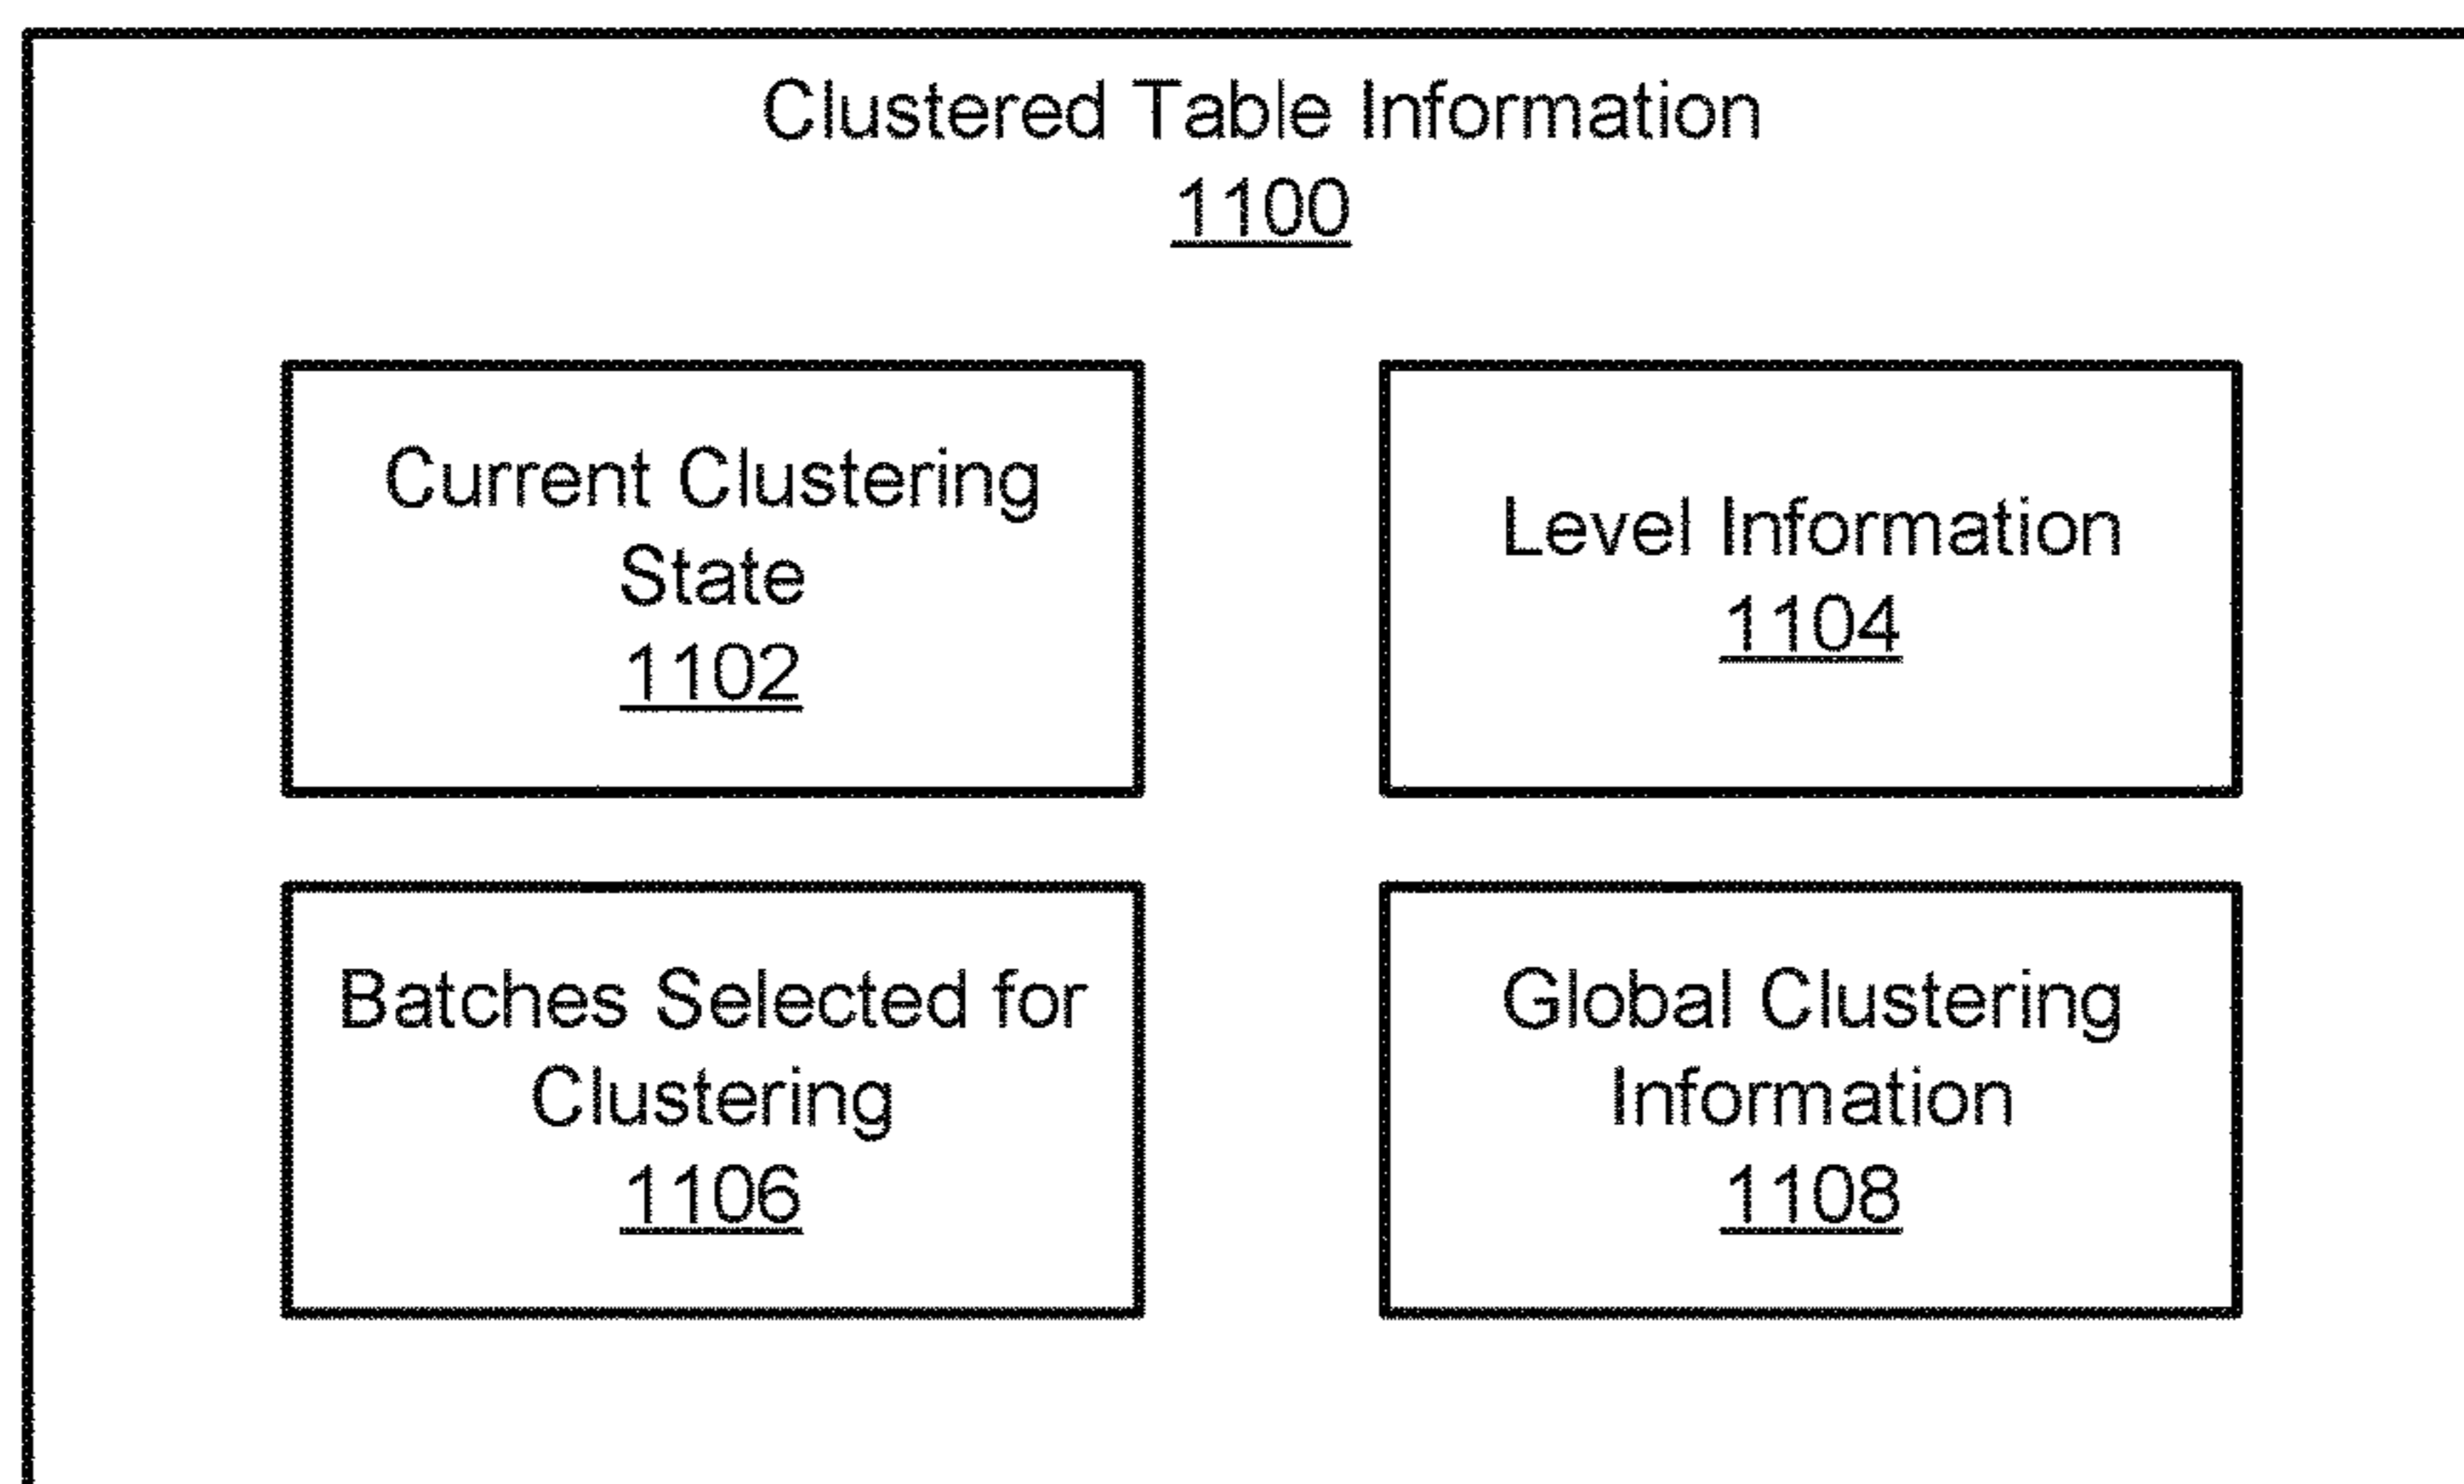 Clustered Table Information
1100
Current Clustering
State
1102
Level Information
1104
Batches Selected for
Clustering
1106
Global Clustering
Information
1108